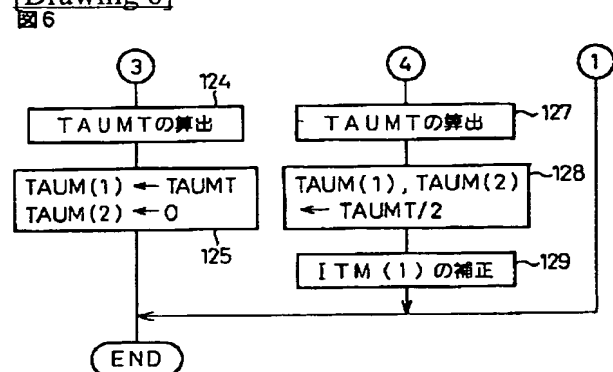 [Drawing 6]
図6
3
4
1
124
TAUMTの算出
TAUMTの算出
127
TAUM(1) ← TAUMT
TAUM(2) ← 0
125
TAUM(1), TAUM(2)
← TAUMT/2
128
ITM(1)の補正
129
END